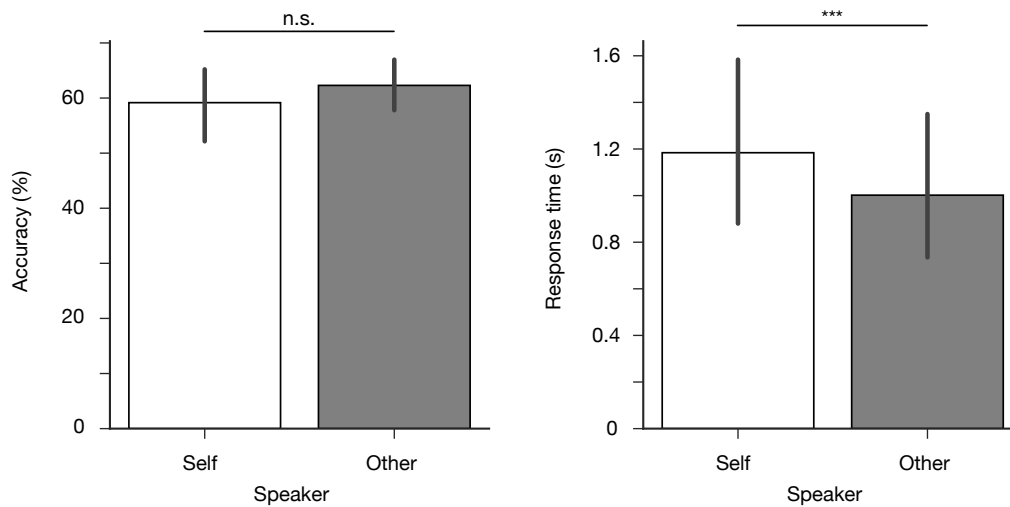 n.s.
60
40
20
0
Accuracy (%)
Self
Other
Speaker
***
1.6
1.2
0.8
0.4
0
Response time (s)
Self
Other
Speaker